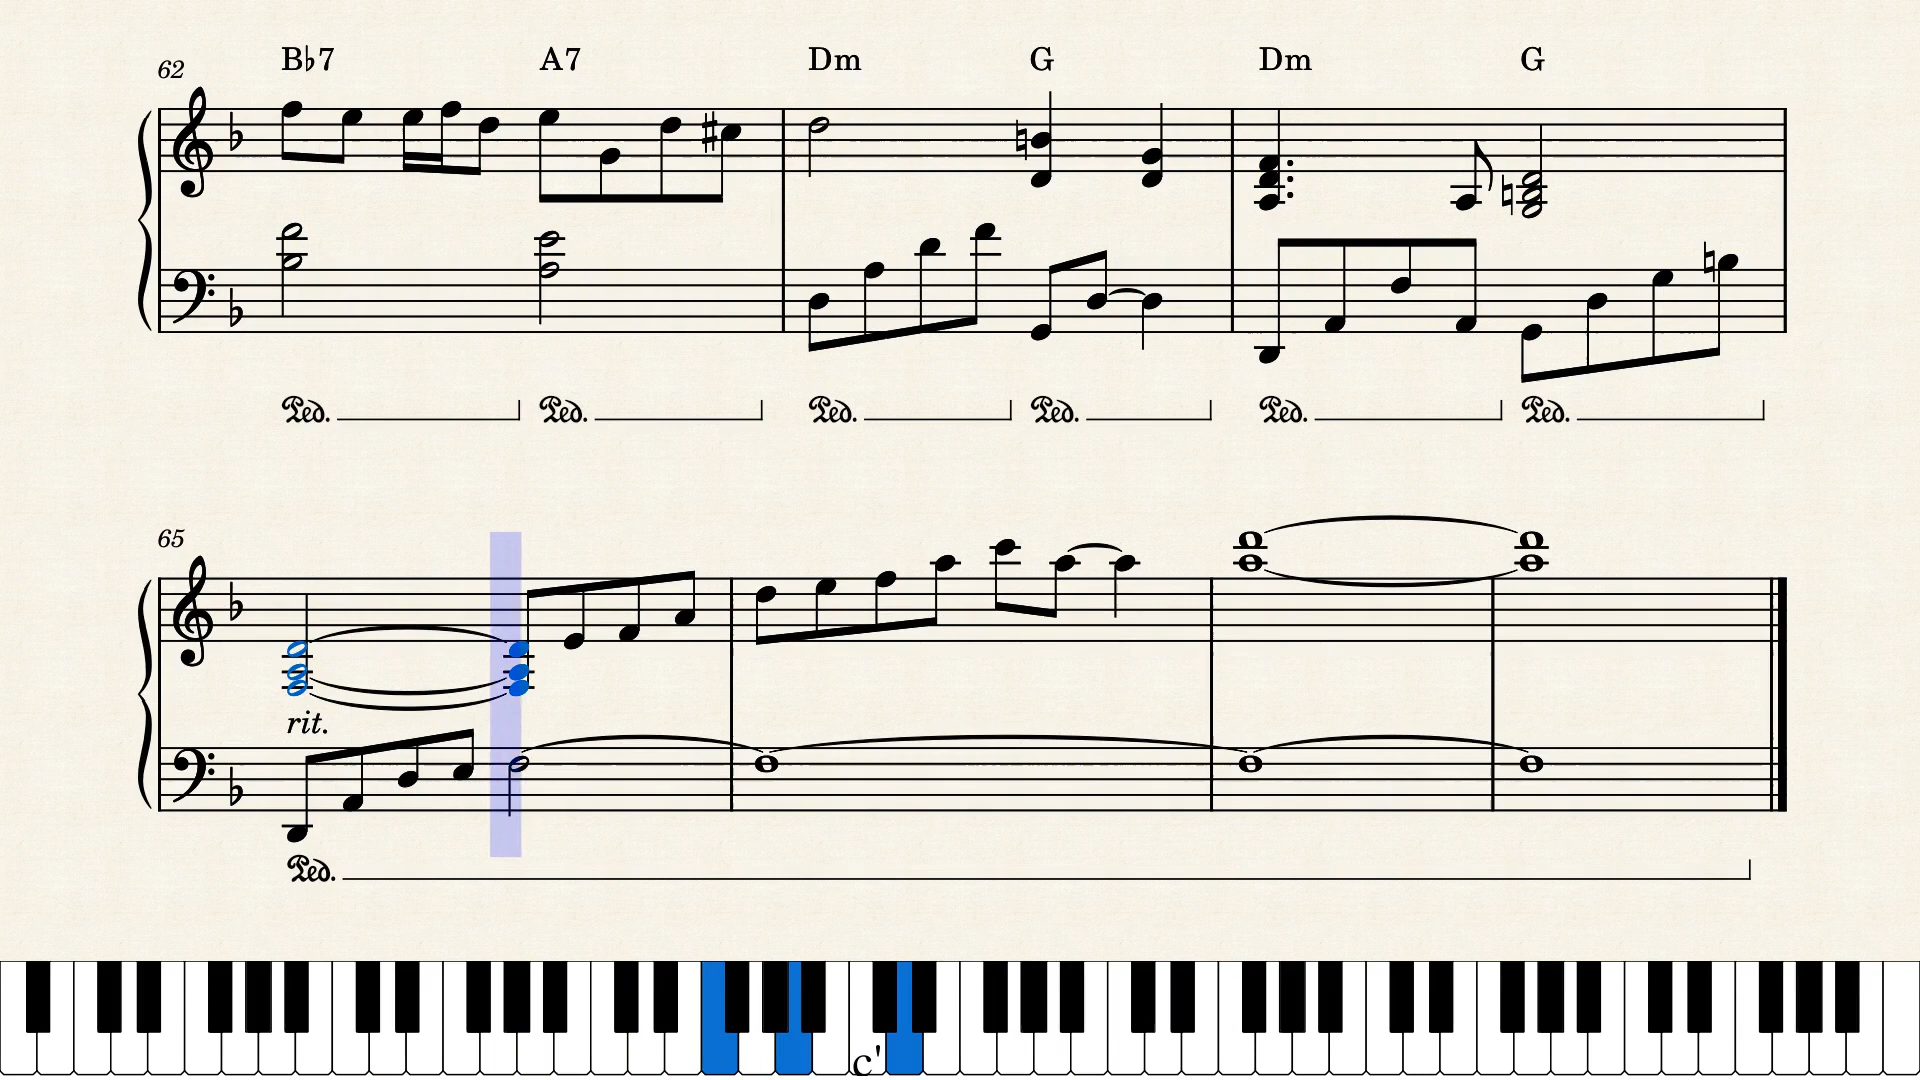 62 B♭7 A7 Dm G Dm G
Ped. Ped. Ped. Ped. Ped. Ped.
65
rit.
Ped.
c'